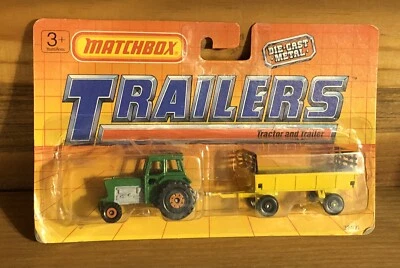 3+
MATCHBOX
DIE-CAST
METAL
TRAILERS
Tractor and Trailer